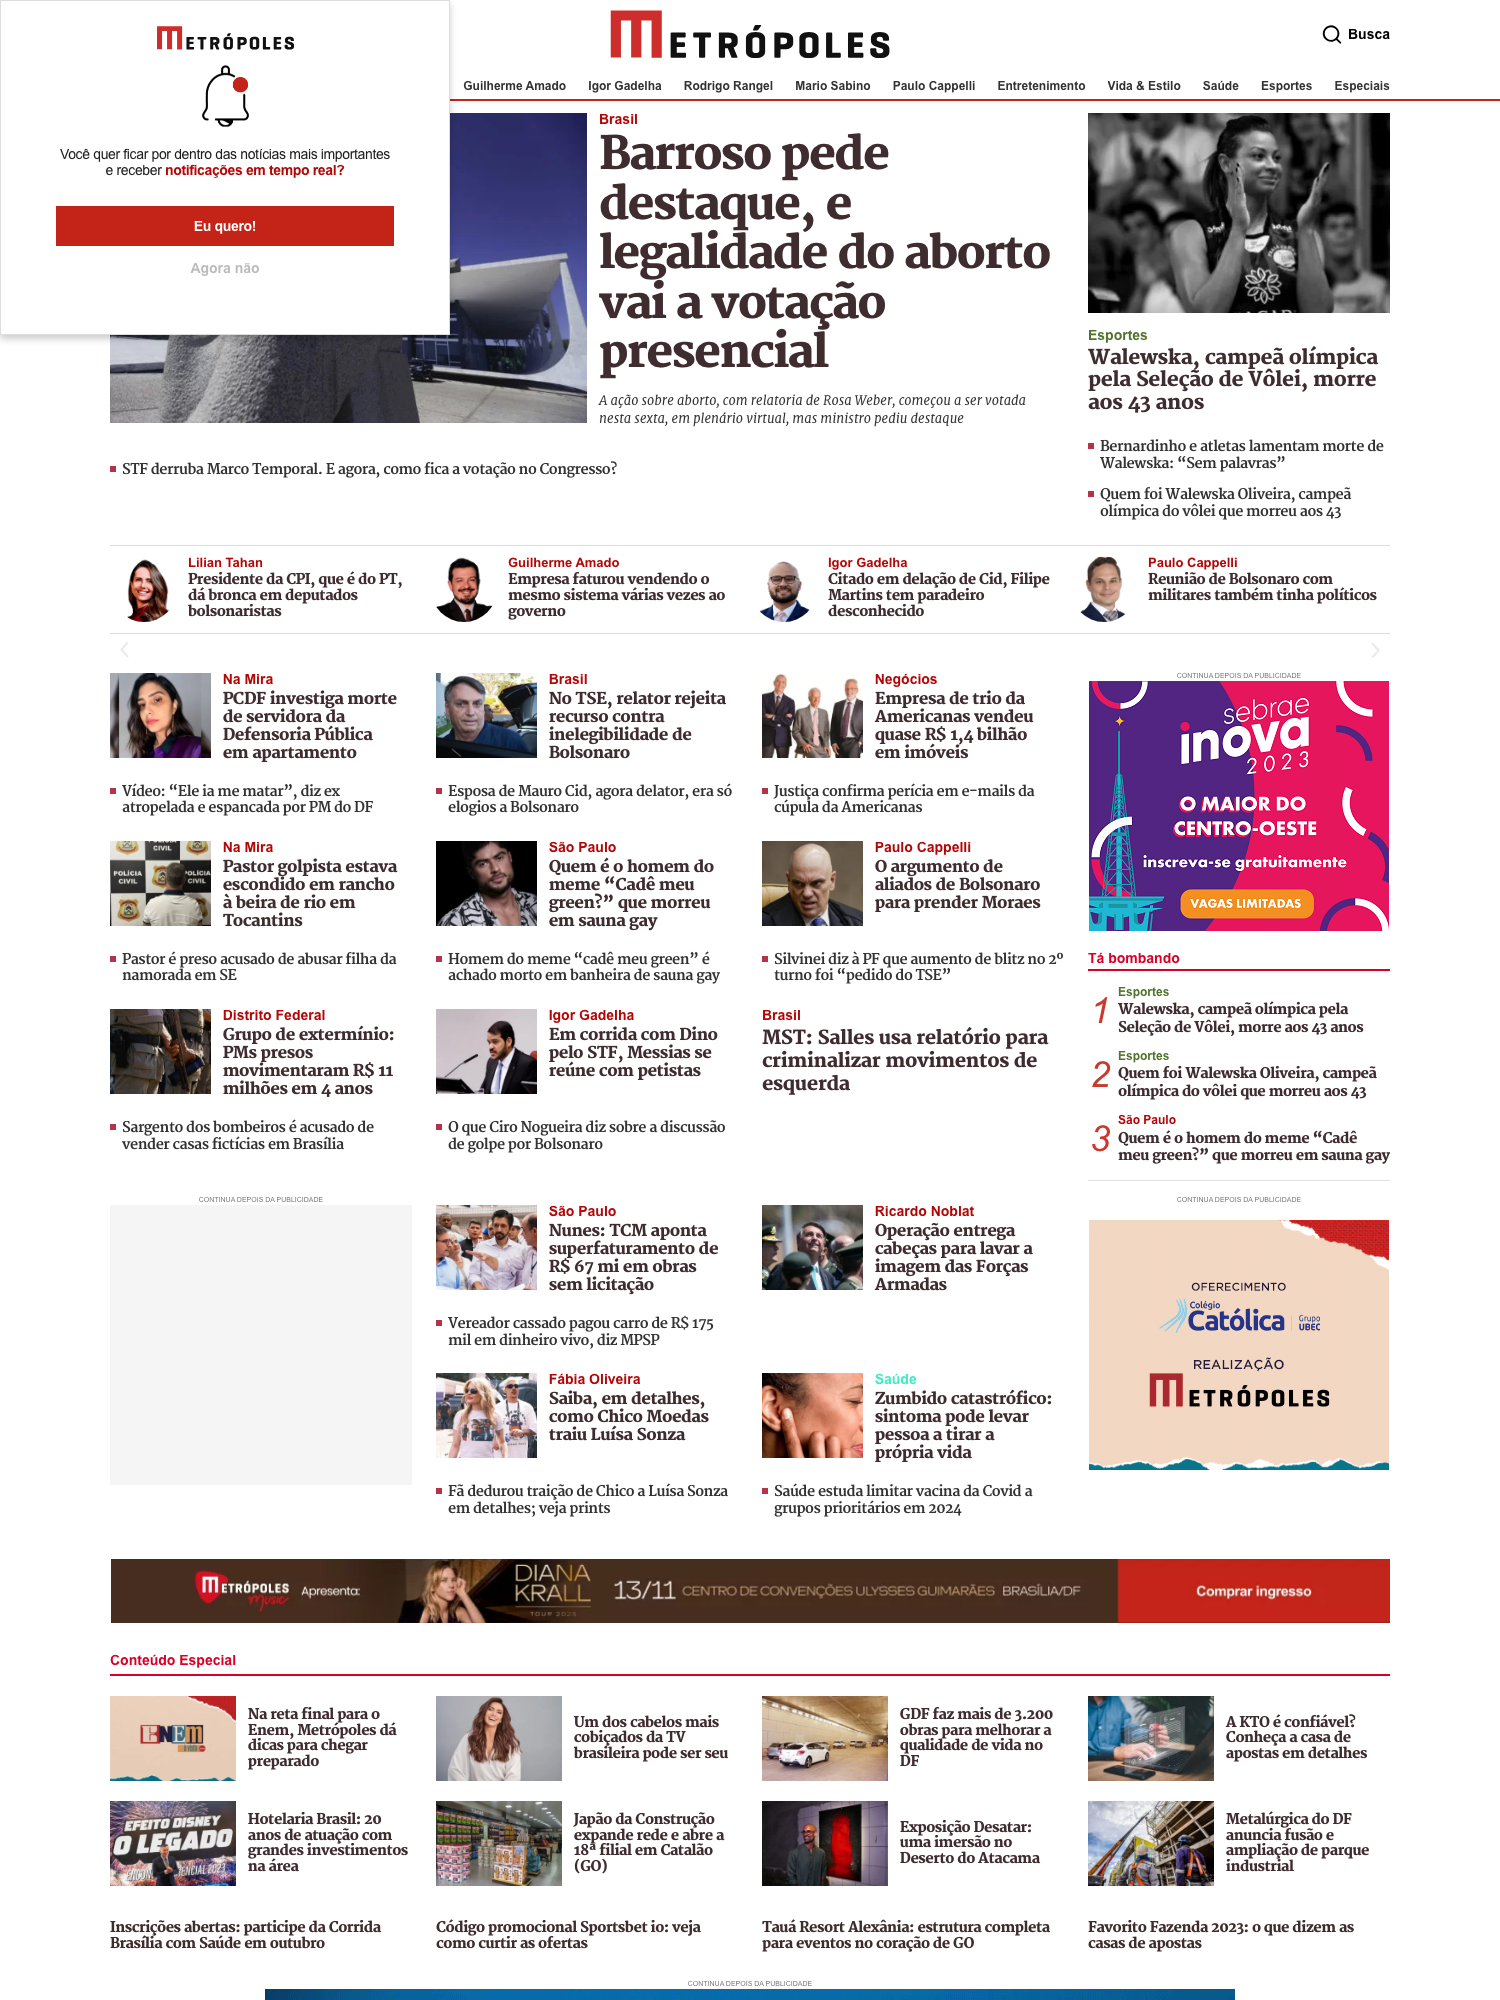 METRÓPOLES
Você quer ficar por dentro das notícias mais importantes
e receber notificações em tempo real?
Eu quero!
Agora não
METRÓPOLES
Busca
Guilherme Amado
Igor Gadelha
Rodrigo Rangel
Mario Sabino
Paulo Cappelli
Entretenimento
Vida & Estilo
Saúde
Esportes
Especiais
Brasil
Barroso pede
destaque, e
legalidade do aborto
vai a votação
presencial
A ação sobre aborto, com relatoria de Rosa Weber, começou a ser votada
nesta sexta, em plenário virtual, mas ministro pediu destaque
STF derruba Marco Temporal. E agora, como fica a votação no Congresso?
Esportes
Walewska, campeã olímpica
pela Seleção de Vôlei, morre
aos 43 anos
Bernardinho e atletas lamentam morte de
Walewska: “Sem palavras”
Quem foi Walewska Oliveira, campeã
olímpica do vôlei que morreu aos 43
Lilian Tahan
Presidente da CPI, que é do PT,
dá bronca em deputados
bolsonaristas
Guilherme Amado
Empresa faturou vendendo o
mesmo sistema várias vezes ao
governo
Igor Gadelha
Citado em delação de Cid, Filipe
Martins tem paradeiro
desconhecido
Paulo Cappelli
Reunião de Bolsonaro com
militares também tinha políticos
Na Mira
PCDF investiga morte
de servidora da
Defensoria Pública
em apartamento
Vídeo: “Ele ia me matar”, diz ex
atropelada e espancada por PM do DF
Brasil
No TSE, relator rejeita
recurso contra
inelegibilidade de
Bolsonaro
Esposa de Mauro Cid, agora delator, era só
elogios a Bolsonaro
Negócios
Empresa de trio da
Americanas vendeu
quase R$ 1,4 bilhão
em imóveis
Justiça confirma perícia em e-mails da
cúpula da Americanas
CONTINUA DEPOIS DA PUBLICIDADE
sebrae
inova
2023
O MAIOR DO
CENTRO-OESTE
inscreva-se gratuitamente
VAGAS LIMITADAS
POLÍCIA
CIVIL
Na Mira
Pastor golpista estava
escondido em rancho
à beira de rio em
Tocantins
Pastor é preso acusado de abusar filha da
namorada em SE
São Paulo
Quem é o homem do
meme “Cadê meu
green?” que morreu
em sauna gay
Homem do meme “cadê meu green” é
achado morto em banheira de sauna gay
Paulo Cappelli
O argumento de
aliados de Bolsonaro
para prender Moraes
Silvinei diz à PF que aumento de blitz no 2º
turno foi “pedido do TSE”
Tá bombando
1
Esportes
Walewska, campeã olímpica pela
Seleção de Vôlei, morre aos 43 anos
2
Esportes
Quem foi Walewska Oliveira, campeã
olímpica do vôlei que morreu aos 43
3
São Paulo
Quem é o homem do meme “Cadê
meu green?” que morreu em sauna gay
Distrito Federal
Grupo de extermínio:
PMs presos
movimentaram R$ 11
milhões em 4 anos
Sargento dos bombeiros é acusado de
vender casas fictícias em Brasília
Igor Gadelha
Em corrida com Dino
pelo STF, Messias se
reúne com petistas
O que Ciro Nogueira diz sobre a discussão
de golpe por Bolsonaro
Brasil
MST: Salles usa relatório para
criminalizar movimentos de
esquerda
CONTINUA DEPOIS DA PUBLICIDADE
São Paulo
Nunes: TCM aponta
superfaturamento de
R$ 67 mi em obras
sem licitação
Vereador cassado pagou carro de R$ 175
mil em dinheiro vivo, diz MPSP
Ricardo Noblat
Operação entrega
cabeças para lavar a
imagem das Forças
Armadas
CONTINUA DEPOIS DA PUBLICIDADE
OFERECIMENTO
Colégio
Católica
Grupo
UBEC
REALIZAÇÃO
METRÓPOLES
Fábia Oliveira
Saiba, em detalhes,
como Chico Moedas
traiu Luísa Sonza
Fã dedurou traição de Chico a Luísa Sonza
em detalhes; veja prints
Saúde
Zumbido catastrófico:
sintoma pode levar
pessoa a tirar a
própria vida
Saúde estuda limitar vacina da Covid a
grupos prioritários em 2024
METRÓPOLES
music
Apresenta:
DIANA
KRALL
TOUR 2023
13/11 CENTRO DE CONVENÇÕES ULYSSES GUIMARÃES BRASÍLIA/DF
Comprar ingresso
Conteúdo Especial
ENEM
Na reta final para o
Enem, Metrópoles dá
dicas para chegar
preparado
Um dos cabelos mais
cobiçados da TV
brasileira pode ser seu
GDF faz mais de 3.200
obras para melhorar a
qualidade de vida no
DF
A KTO é confiável?
Conheça a casa de
apostas em detalhes
EFEITO DISNEY
O LEGADO
Hotelaria Brasil: 20
anos de atuação com
grandes investimentos
na área
Japão da Construção
expande rede e abre a
18ª filial em Catalão
(GO)
Exposição Desatar:
uma imersão no
Deserto do Atacama
Metalúrgica do DF
anuncia fusão e
ampliação de parque
industrial
Inscrições abertas: participe da Corrida
Brasília com Saúde em outubro
Código promocional Sportsbet io: veja
como curtir as ofertas
Tauá Resort Alexânia: estrutura completa
para eventos no coração de GO
Favorito Fazenda 2023: o que dizem as
casas de apostas
CONTINUA DEPOIS DA PUBLICIDADE